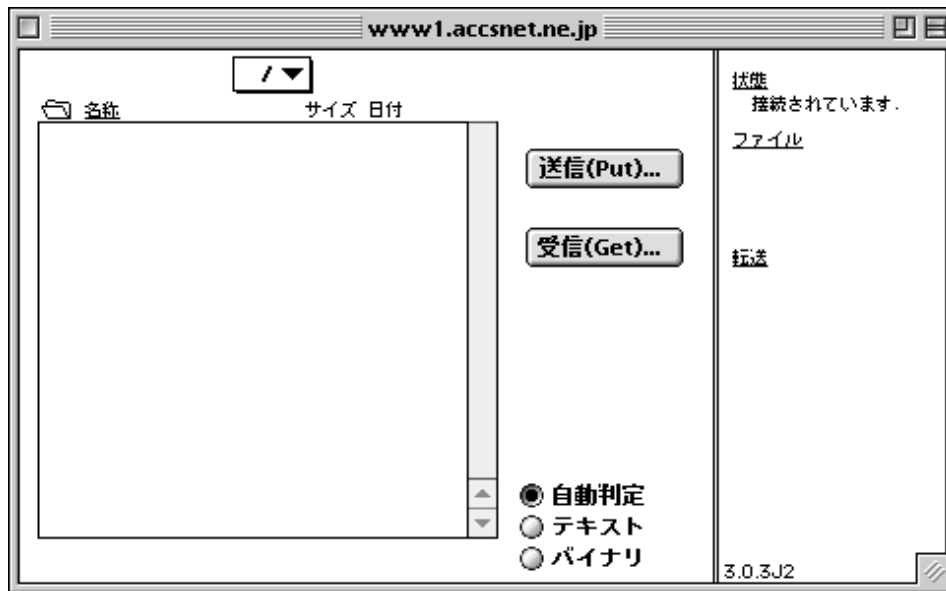 www1.accsnet.ne.jp
/
名称 サイズ 日付
送信(Put)...
受信(Get)...
自動判定
テキスト
バイナリ
状態
接続されています.
ファイル
転送
3.0.3J2